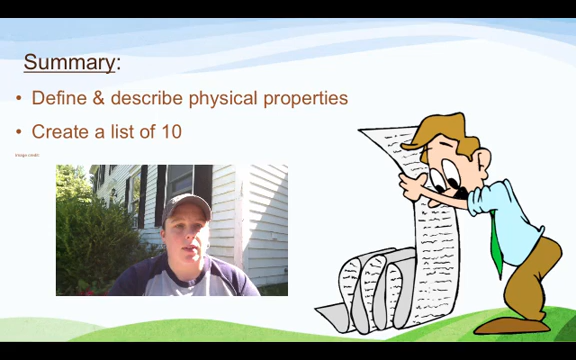 Summary:
• Define & describe physical properties
• Create a list of 10
Image credit